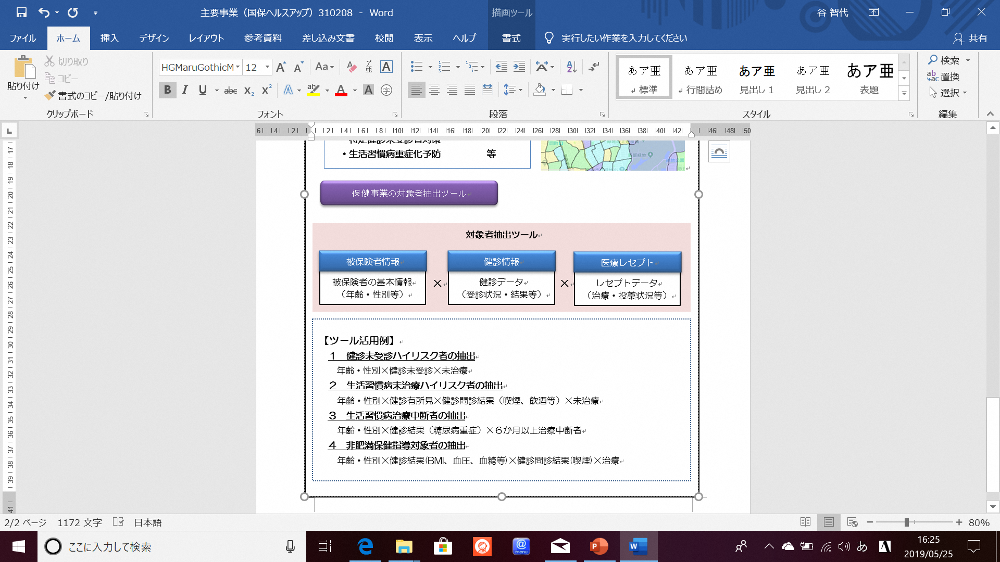 主要事業（国保ヘルスアップ）310208 - Word
描画ツール
谷 智代
ファイル
ホーム
挿入
デザイン
レイアウト
参考資料
差し込み文書
校閲
表示
ヘルプ
書式
実行したい作業を入力してください
共有
貼り付け
切り取り
コピー
書式のコピー/貼り付け
クリップボード
HGMaruGothicM
12
フォント
段落
あア亜
標準
あア亜
行間詰め
あア亜
見出し 1
あア亜
見出し 2
あア亜
表題
スタイル
検索
置換
選択
編集
特定健診未受診者対策
・生活習慣病重症化予防 等
保健事業の対象者抽出ツール
対象者抽出ツール
被保険者情報
被保険者の基本情報
（年齢・性別等）
×
健診情報
健診データ
（受診状況・結果等）
×
医療レセプト
レセプトデータ
（治療・投薬状況等）
【ツール活用例】
１　健診未受診ハイリスク者の抽出
年齢・性別×健診未受診×未治療
２　生活習慣病未治療ハイリスク者の抽出
年齢・性別×健診有所見×健診問診結果（喫煙、飲酒等）×未治療
３　生活習慣病治療中断者の抽出
年齢・性別×健診結果（糖尿病重症）×６か月以上治療中断者
４　非肥満保健指導対象者の抽出
年齢・性別×健診結果(BMI、血圧、血糖等)×健診問診結果(喫煙)×治療
2/2 ページ
1172 文字
日本語
80%
ここに入力して検索
あ
16:25
2019/05/25